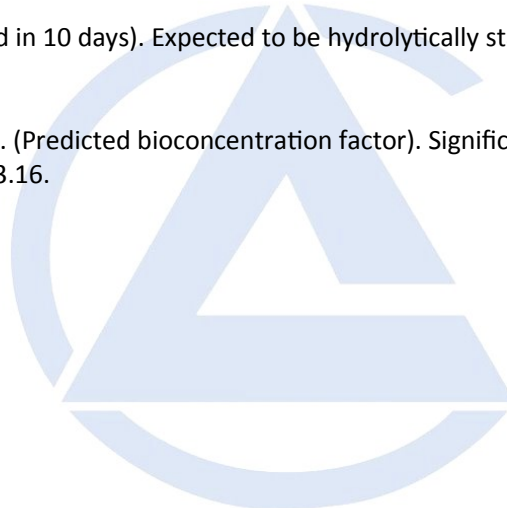 d in 10 days). Expected to be hydrolytically st
. (Predicted bioconcentration factor). Signific
3.16.